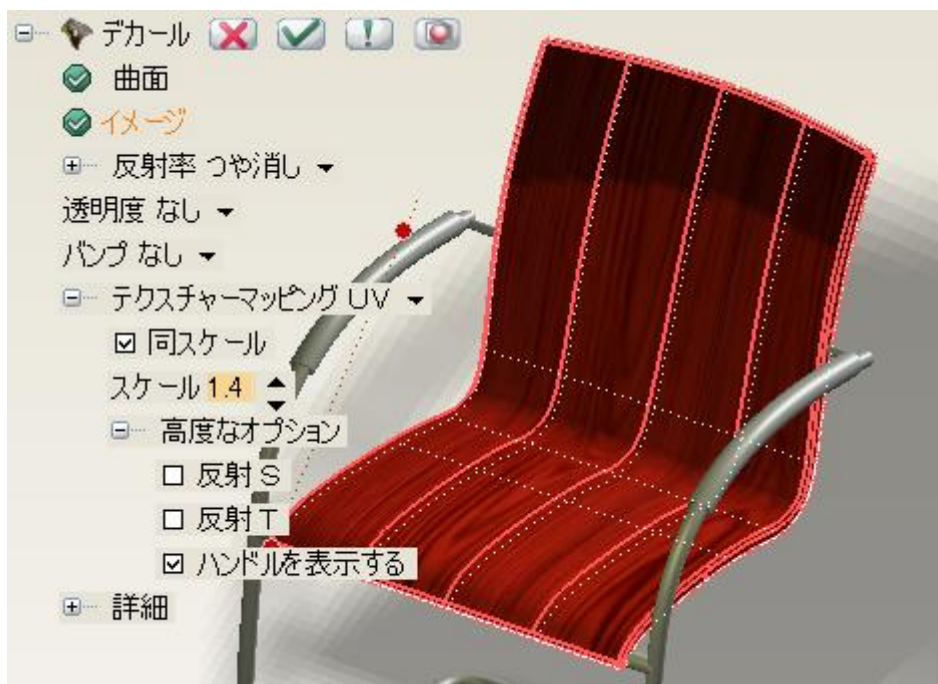 デカール
曲面
イメージ
反射率 つや消し
透明度 なし
バンプ なし
テクスチャーマッピング UV
同スケール
スケール 1.4
高度なオプション
反射 S
反射 T
ハンドルを表示する
詳細